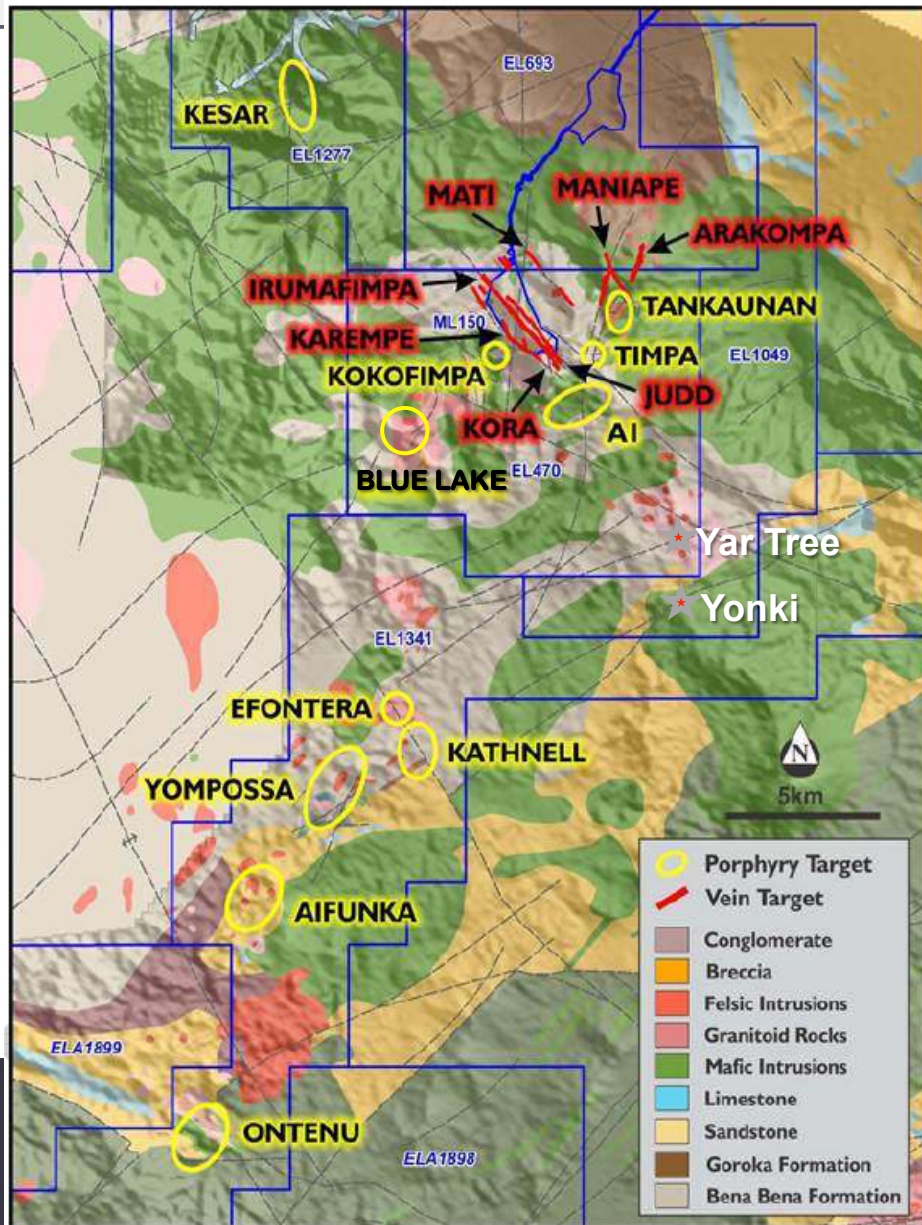 EL693
KESAR
EL1277
MATI
MANIAPE
ARAKOMPA
IRUMAFIMPA
TANKAUNAN
ML150
KAREMPE
TIMPA
EL1049
KOKOFIMPA
JUDD
KORA
AI
BLUE LAKE
EL470
Yar Tree
Yonki
EL1341
EFONTERA
KATHNELL
N
YOMPOSSA
5km
Porphyry Target
Vein Target
AIFUNKA
Conglomerate
Breccia
Felsic Intrusions
Granitoid Rocks
ELA1899
Mafic Intrusions
Limestone
ONTENU
Sandstone
ELA1898
Goroka Formation
Bena Bena Formation